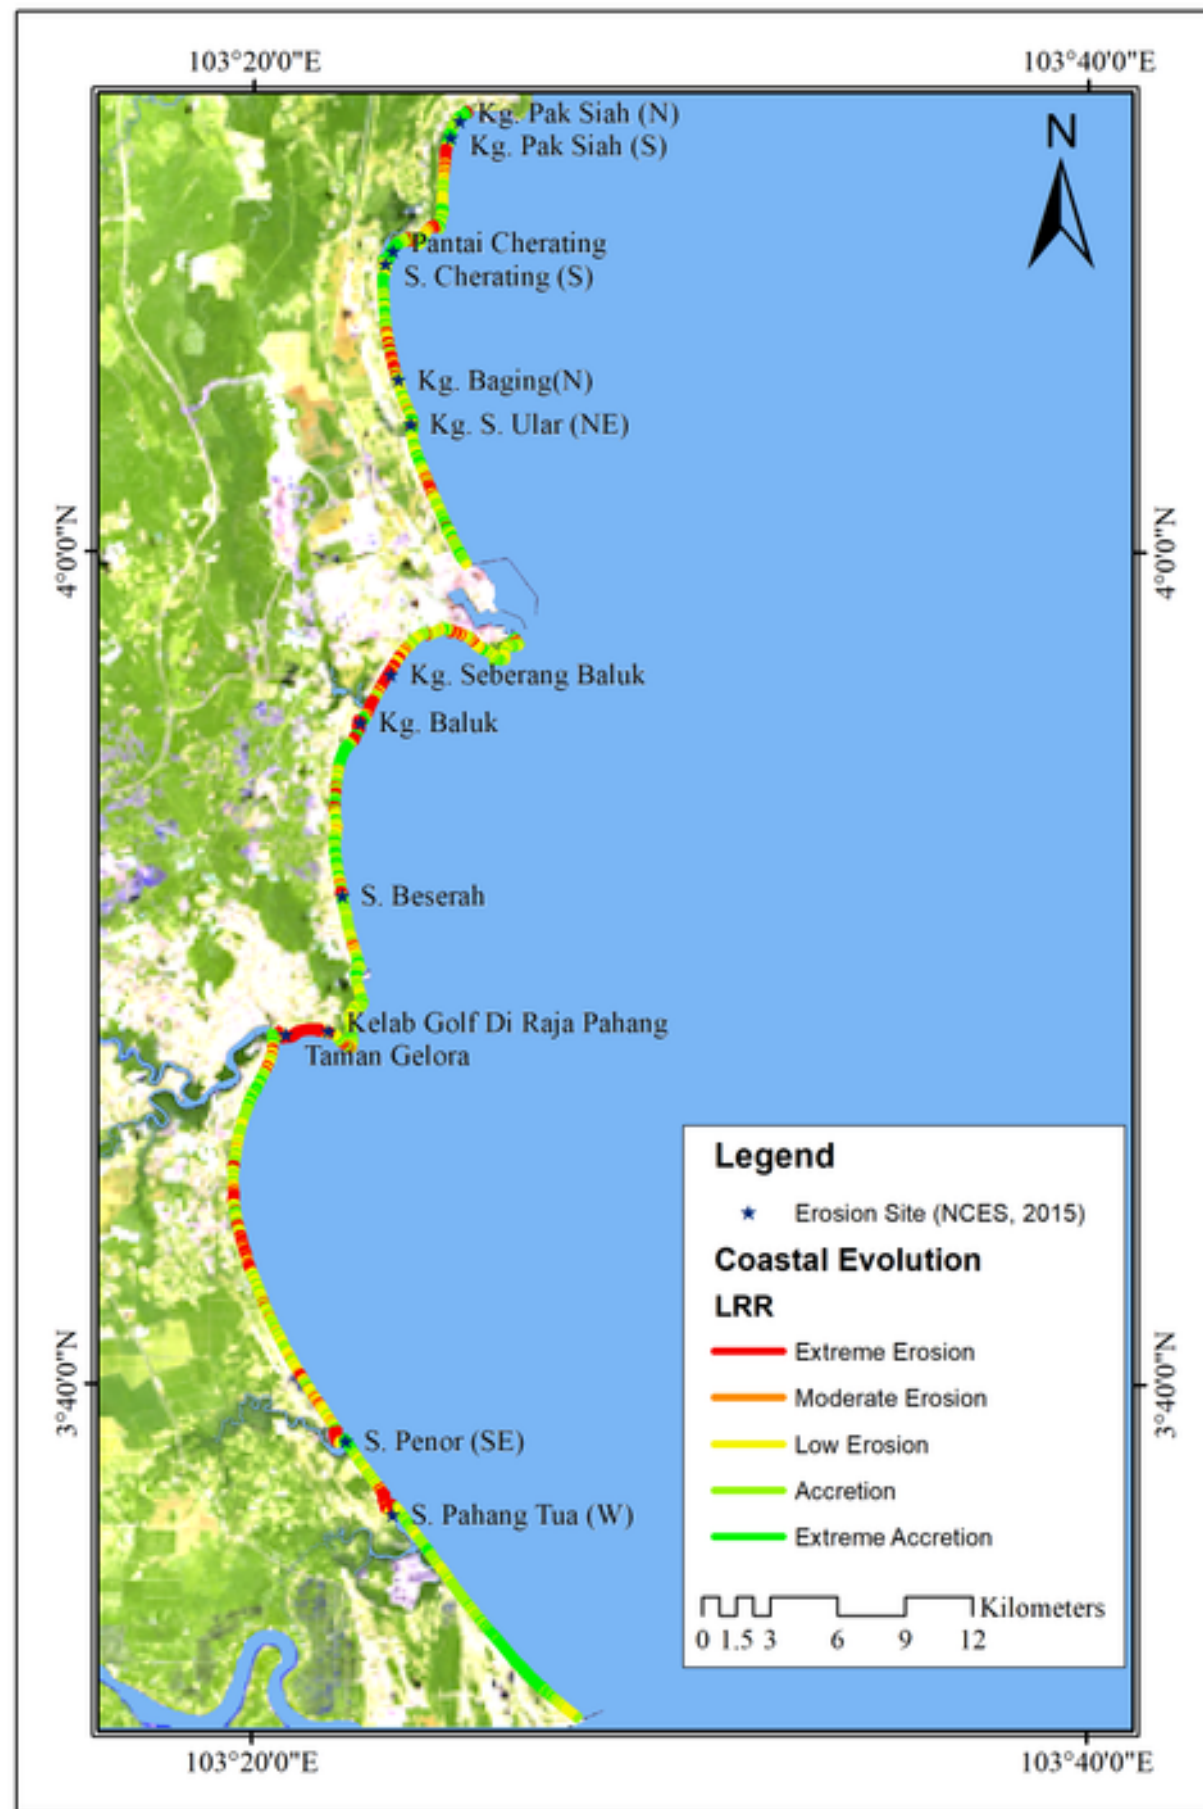 103°20'0"E
103°40'0"E
Kg. Pak Siah (N)
N
Kg. Pak Siah (S)
Pantai Cherating
S. Cherating (S)
Kg. Baging(N)
Kg. S. Ular (NE)
4°0'0"N
4°0'0"N
Kg. Seberang Baluk
Kg. Baluk
S. Beserah
Kelab Golf Di Raja Pahang
Taman Gelora
Legend
Erosion Site (NCES, 2015)
Coastal Evolution
LRR
Extreme Erosion
3°40'0"N
3°40'0"N
Moderate Erosion
S. Penor (SE)
Low Erosion
Accretion
S. Pahang Tua (W)
Extreme Accretion
Kilometers
0 1.5 3 6 9 12
103°20'0"E
103°40'0"E